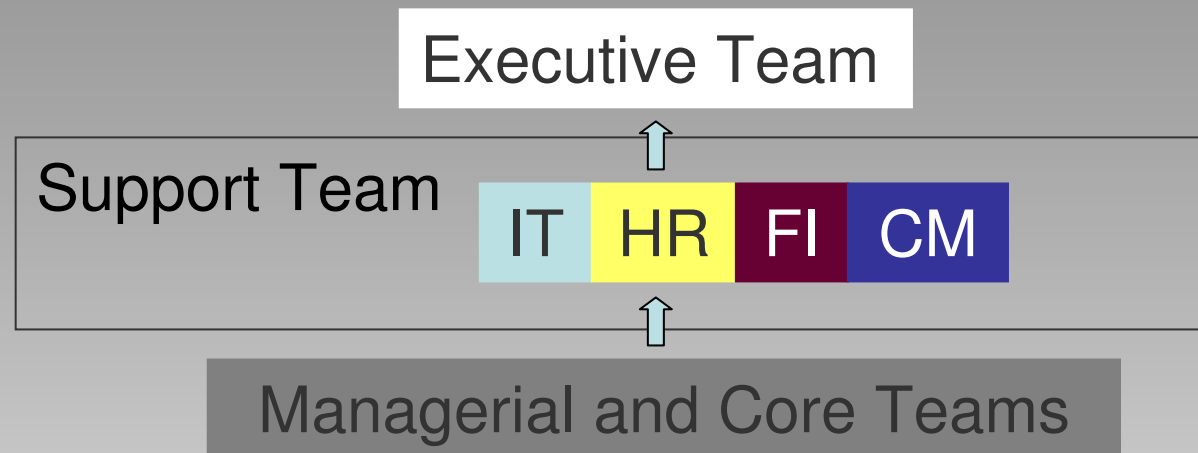 Executive Team
Support Team
IT HR FI CM
Managerial and Core Teams